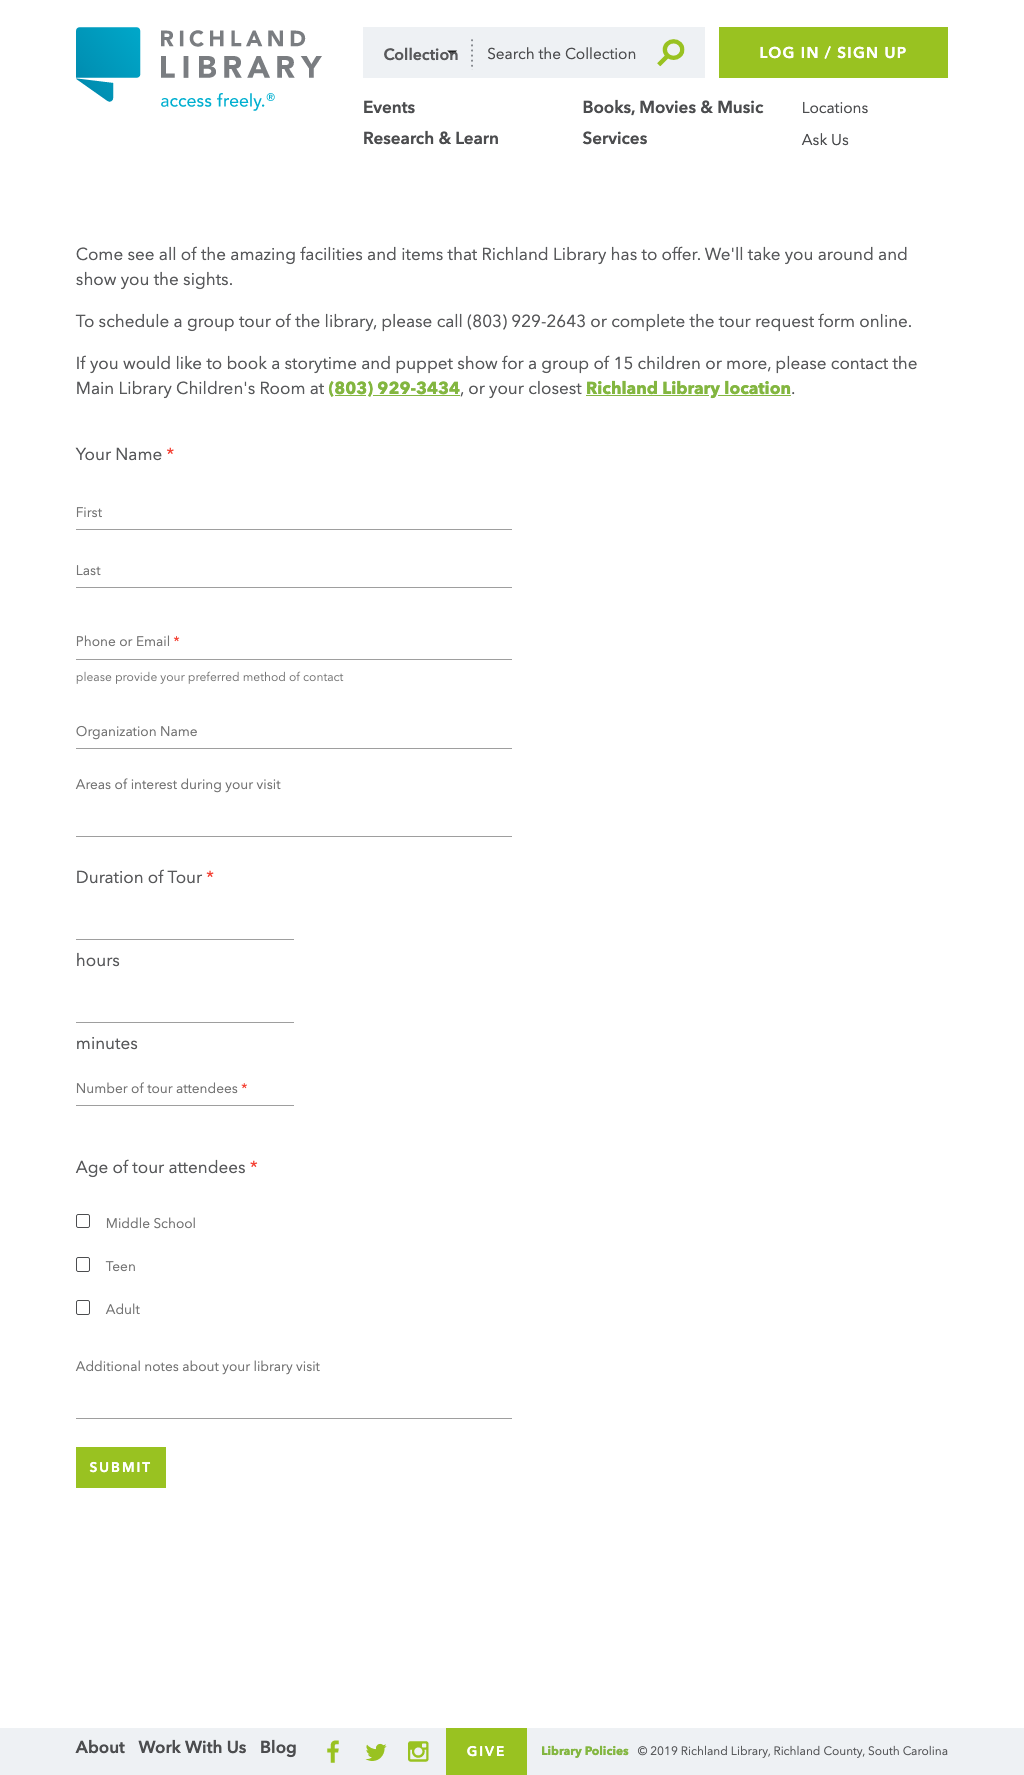 RICHLAND
LIBRARY
access freely.®
Collection
Search the Collection
LOG IN / SIGN UP
Events
Books, Movies & Music
Locations
Research & Learn
Services
Ask Us
Come see all of the amazing facilities and items that Richland Library has to offer. We'll take you around and
show you the sights.
To schedule a group tour of the library, please call (803) 929-2643 or complete the tour request form online.
If you would like to book a storytime and puppet show for a group of 15 children or more, please contact the
Main Library Children's Room at (803) 929-3434, or your closest Richland Library location.
Your Name *
First
Last
Phone or Email *
please provide your preferred method of contact
Organization Name
Areas of interest during your visit
Duration of Tour *
hours
minutes
Number of tour attendees *
Age of tour attendees *
Middle School
Teen
Adult
Additional notes about your library visit
SUBMIT
About Work With Us Blog
GIVE
Library Policies © 2019 Richland Library, Richland County, South Carolina